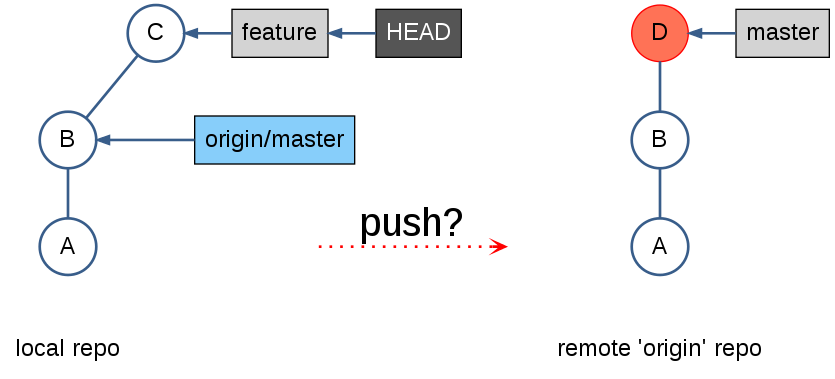 C
feature
HEAD
D
master
B
origin/master
B
push?
A
A
local repo
remote 'origin' repo